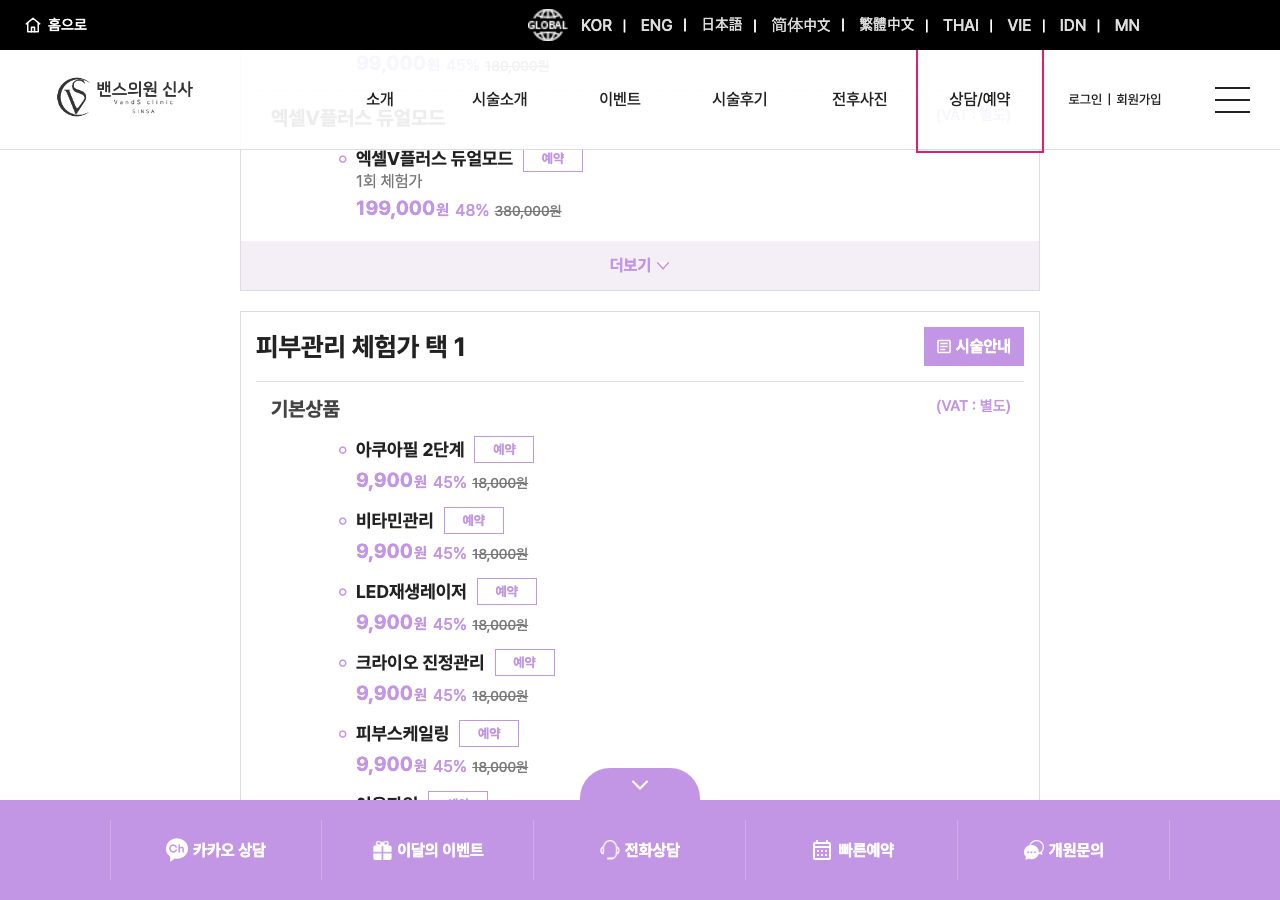 홈으로
GLOBAL KOR | ENG | 日本語 | 简体中文 | 繁體中文 | THAI | VIE | IDN | MN
밴스의원 신사
VandS clinic
SINSA
소개 시술소개 이벤트 시술후기 전후사진 상담/예약 로그인 | 회원가입
99,000원 45% 180,000원
엑셀V플러스 듀얼모드 (VAT : 별도)
엑셀V플러스 듀얼모드 예약
1회 체험가
199,000원 48% 380,000원
더보기
피부관리 체험가 택 1 시술안내
기본상품 (VAT : 별도)
아쿠아필 2단계 예약
9,900원 45% 18,000원
비타민관리 예약
9,900원 45% 18,000원
LED재생레이저 예약
9,900원 45% 18,000원
크라이오 진정관리 예약
9,900원 45% 18,000원
피부스케일링 예약
9,900원 45% 18,000원
Ch 카카오 상담 이달의 이벤트 전화상담 빠른예약 개원문의